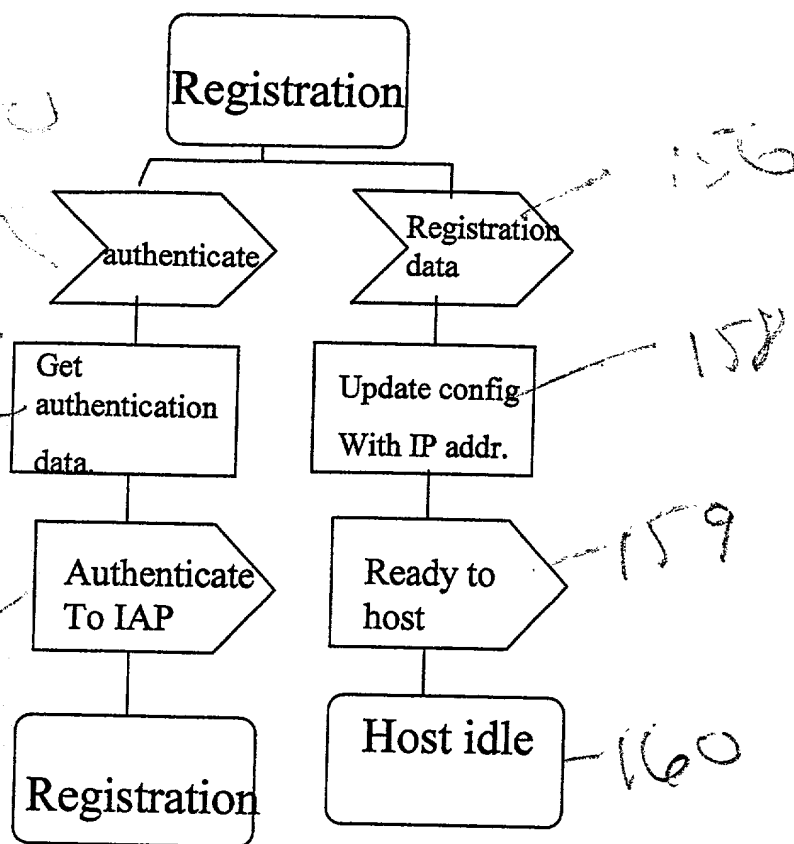 Registration
authenticate
Registration
data
156
Get
authentication
data.
Update config
With IP addr.
158
Authenticate
To IAP
Ready to
host
159
Registration
Host idle
160